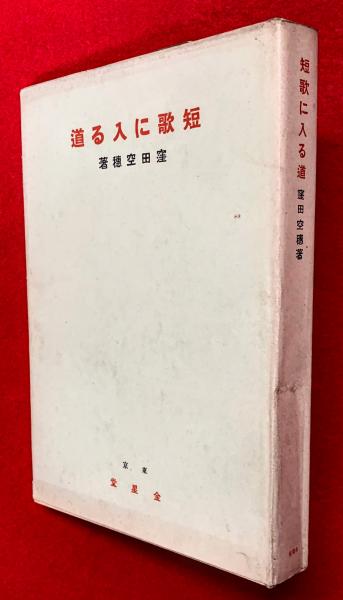 短歌に入る道
窪田空穗著
東京
金星堂
短歌に入る道 窪田空穗著